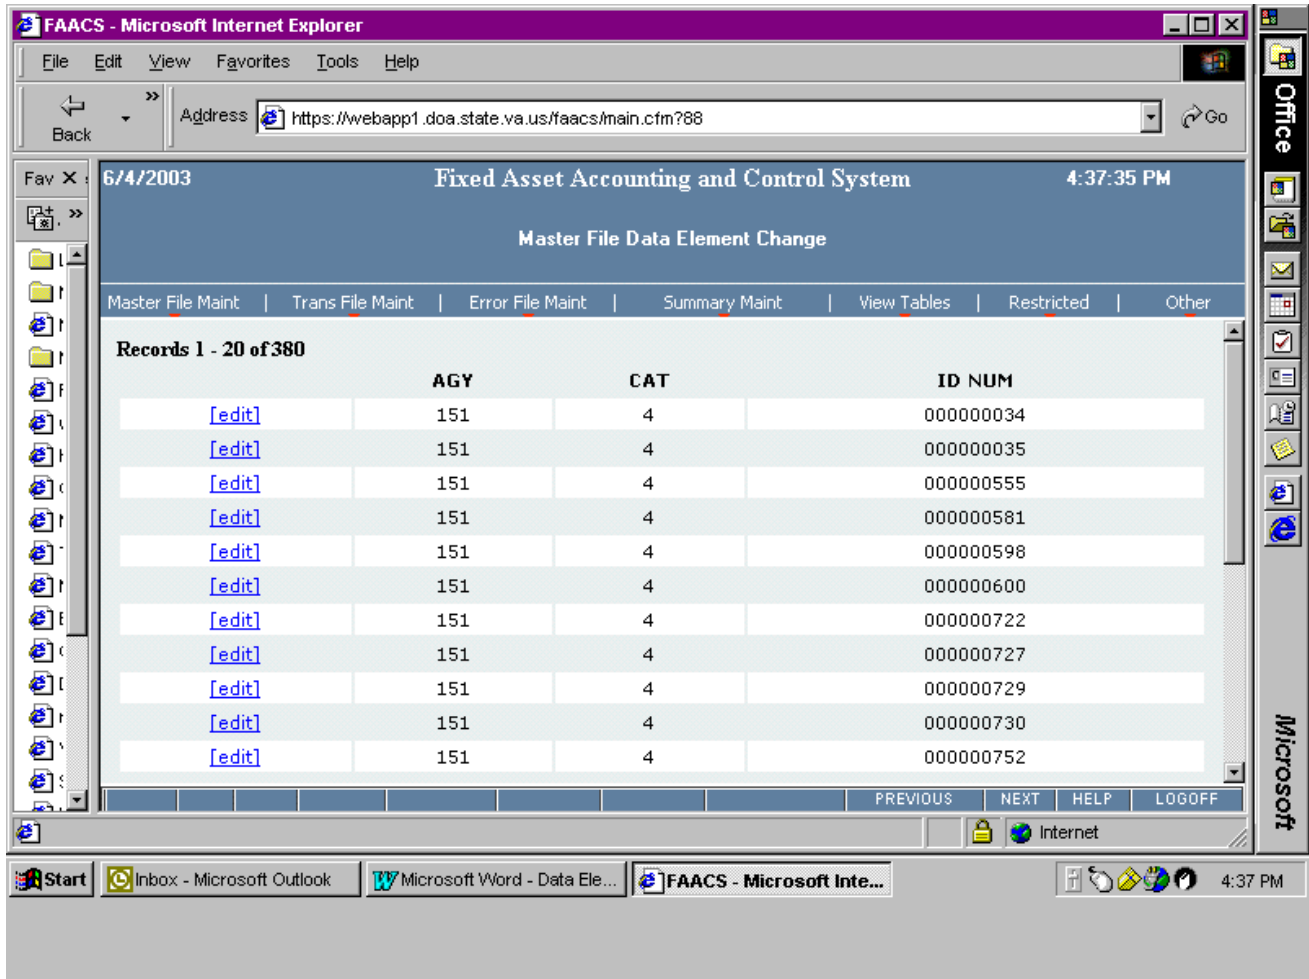 FAACS - Microsoft Internet Explorer
File Edit View Favorites Tools Help
Back » Address https://webapp1.doa.state.va.us/faacs/main.cfm?88 Go
Office
Fav X
6/4/2003 Fixed Asset Accounting and Control System 4:37:35 PM
Master File Data Element Change
Master File Maint | Trans File Maint | Error File Maint | Summary Maint | View Tables | Restricted | Other
Records 1 - 20 of 380
AGY CAT ID NUM
[edit] 151 4 000000034
[edit] 151 4 000000035
[edit] 151 4 000000555
[edit] 151 4 000000581
[edit] 151 4 000000598
[edit] 151 4 000000600
[edit] 151 4 000000722
[edit] 151 4 000000727
[edit] 151 4 000000729
[edit] 151 4 000000730
[edit] 151 4 000000752
PREVIOUS NEXT HELP LOGOFF
Microsoft
Internet
Start Inbox - Microsoft Outlook Microsoft Word - Data Ele... FAACS - Microsoft Inte... 4:37 PM